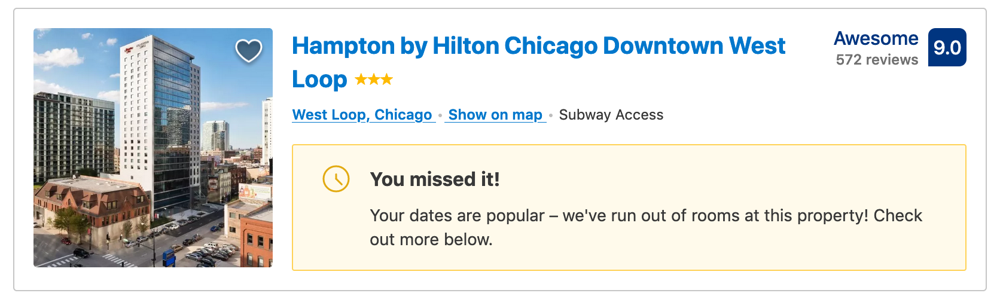 Hampton by Hilton Chicago Downtown West
Loop
Awesome
572 reviews
9.0
West Loop, Chicago • Show on map • Subway Access
You missed it!
Your dates are popular – we've run out of rooms at this property! Check
out more below.